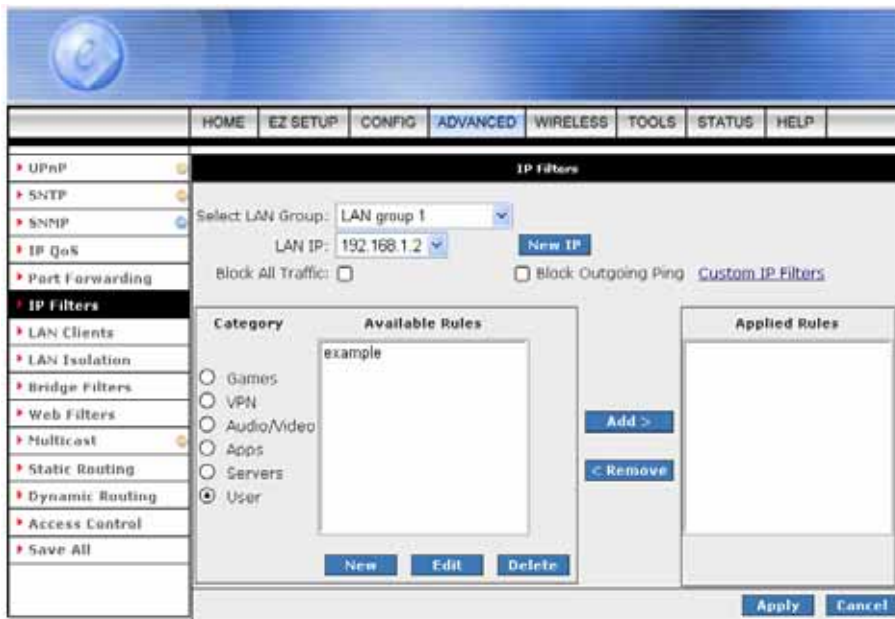 HOME EZ SETUP CONFIG ADVANCED WIRELESS TOOLS STATUS HELP
UPnP
SNTP
SNMP
IP QoS
Port Forwarding
IP Filters
LAN Clients
LAN Isolation
Bridge Filters
Web Filters
Multicast
Static Routing
Dynamic Routing
Access Control
Save All
IP Filters
Select LAN Group: LAN group 1
LAN IP: 192.168.1.2 New IP
Block All Traffic: Block Outgoing Ping Custom IP Filters
Category Available Rules Applied Rules
example
Games
VPN
Audio/Video
Apps
Servers
User
Add >
< Remove
New Edit Delete
Apply Cancel